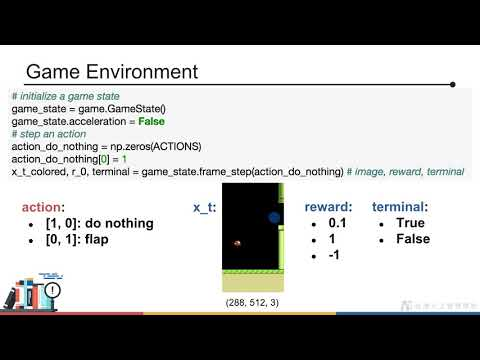 Game Environment
# initialize a game state
game_state = game.GameState()
game_state.acceleration = False
# step an action
action_do_nothing = np.zeros(ACTIONS)
action_do_nothing[0] = 1
x_t_colored, r_0, terminal = game_state.frame_step(action_do_nothing) # image, reward, terminal
action:
[1, 0]: do nothing
[0, 1]: flap
x_t:
(288, 512, 3)
reward:
0.1
1
-1
terminal:
True
False